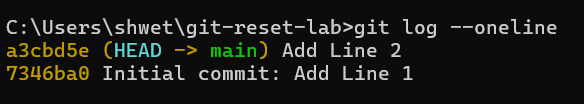 C:\Users\shwet\git-reset-lab>git log --oneline
a3cbd5e (HEAD -> main) Add Line 2
7346ba0 Initial commit: Add Line 1